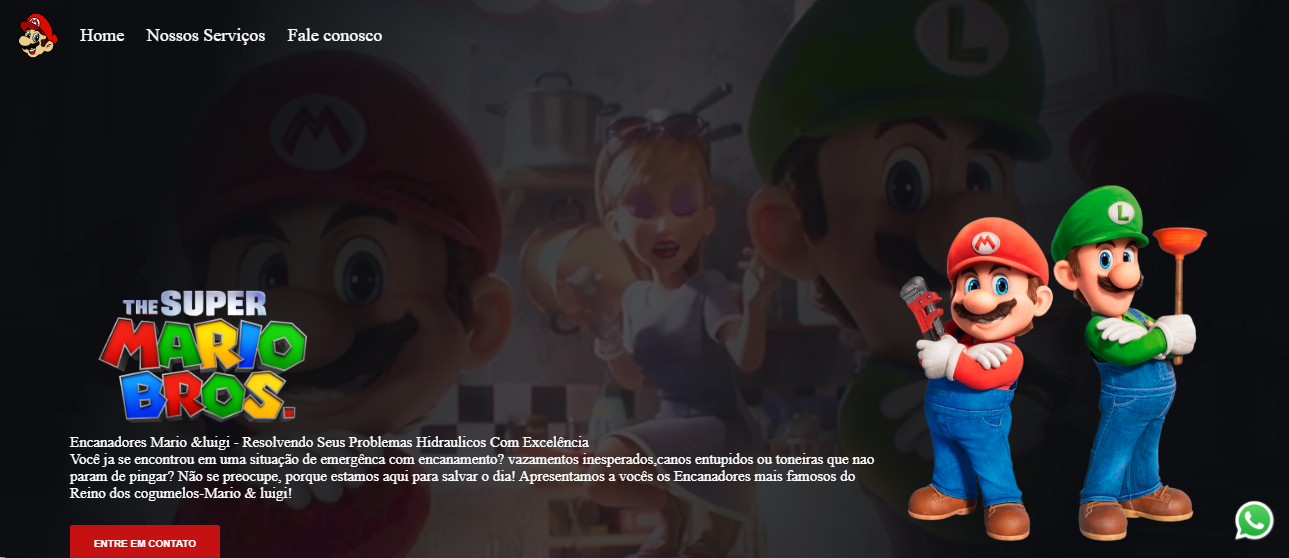 Home Nossos Serviços Fale conosco
M
L
L
M
THE SUPER
MARIO
BROS.
Encanadores Mario &luigi - Resolvendo Seus Problemas Hidraulicos Com Excelência
Você ja se encontrou em uma situação de emergênca com encanamento? vazamentos inesperados,canos entupidos ou toneiras que nao
param de pingar? Não se preocupe, porque estamos aqui para salvar o dia! Apresentamos a vocês os Encanadores mais famosos do
Reino dos cogumelos-Mario & luigi!
ENTRE EM CONTATO